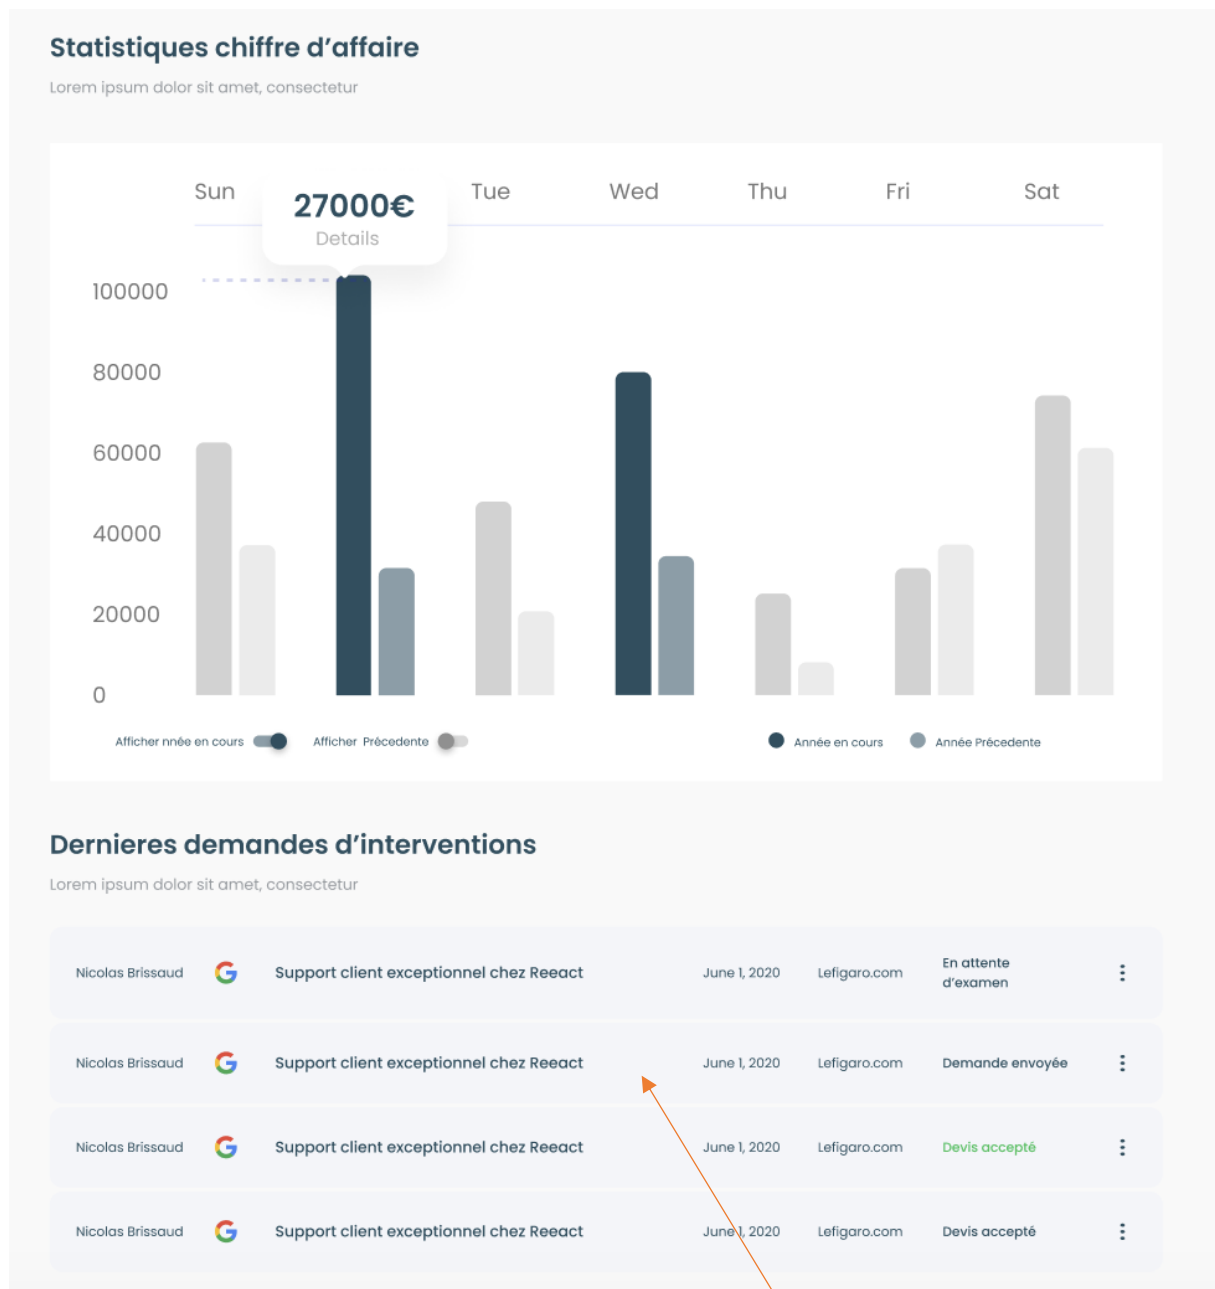 Statistiques chiffre d'affaire
Lorem ipsum dolor sit amet, consectetur
Sun Tue Wed Thu Fri Sat
27000€
Details
100000
80000
60000
40000
20000
0
Afficher nnée en cours Afficher Précedente Année en cours Année Précedente
Dernieres demandes d'interventions
Lorem ipsum dolor sit amet, consectetur
Nicolas Brissaud G Support client exceptionnel chez Reeact June 1, 2020 Lefigaro.com En attente
d'examen
Nicolas Brissaud G Support client exceptionnel chez Reeact June 1, 2020 Lefigaro.com Demande envoyée
Nicolas Brissaud G Support client exceptionnel chez Reeact June 1, 2020 Lefigaro.com Devis accepté
Nicolas Brissaud G Support client exceptionnel chez Reeact June 1, 2020 Lefigaro.com Devis accepté